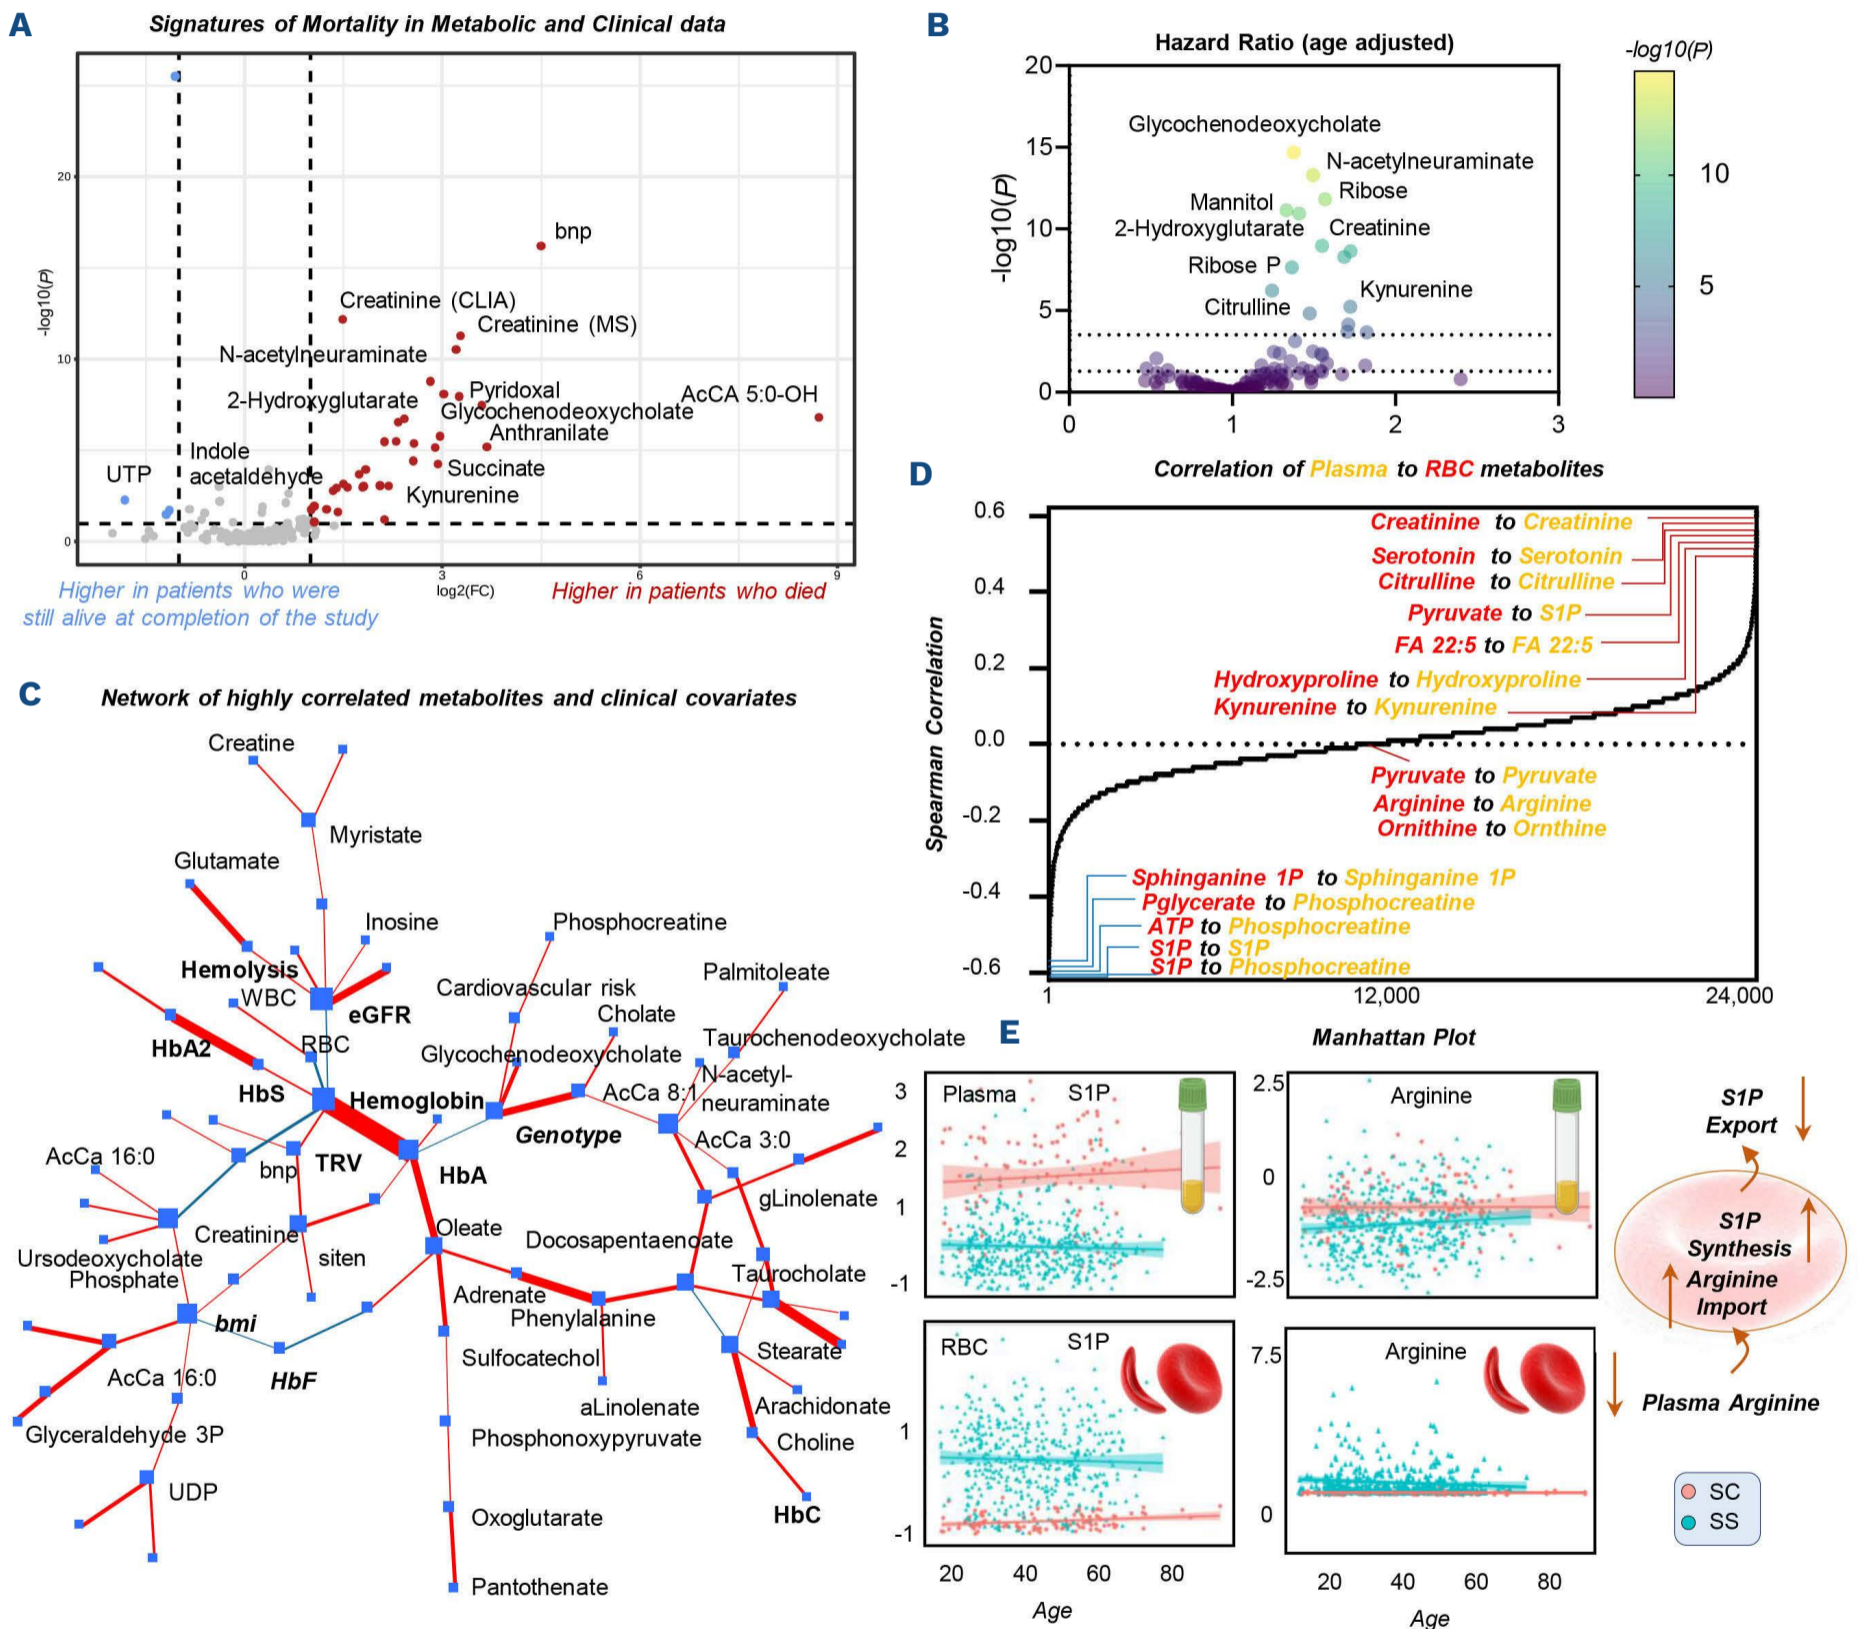 A
Signatures of Mortality in Metabolic and Clinical data
-log10(P)
20
10
0
bnp
Creatinine (CLIA)
Creatinine (MS)
N-acetylneuraminate
Pyridoxal
AcCA 5:0-OH
2-Hydroxyglutarate
Glycochenodeoxycholate
Anthranilate
Indole
acetaldehyde
UTP
Succinate
Kynurenine
0
3
6
9
log2(FC)
Higher in patients who were
still alive at completion of the study
Higher in patients who died
B
Hazard Ratio (age adjusted)
-log10(P)
20
15
10
5
0
-log10(P)
Glycochenodeoxycholate
N-acetylneuraminate
Ribose
Mannitol
2-Hydroxyglutarate
Creatinine
Ribose P
Kynurenine
Citrulline
0
1
2
3
10
5
C
Network of highly correlated metabolites and clinical covariates
Creatine
Myristate
Glutamate
Inosine
Phosphocreatine
Hemolysis
WBC
eGFR
Cardiovascular risk
Palmitoleate
Cholate
HbA2
RBC
Glycochenodeoxycholate
Taurochenodeoxycholate
HbS
Hemoglobin
AcCa 8:1
N-acetyl-
neuraminate
Genotype
AcCa 3:0
AcCa 16:0
bnp
TRV
HbA
gLinolenate
Creatinine
Oleate
Docosapentaenoate
Ursodeoxycholate
siten
Phosphate
Taurocholate
Adrenate
bmi
Phenylalanine
Sulfocatechol
Stearate
AcCa 16:0
HbF
aLinolenate
Arachidonate
Glyceraldehyde 3P
Phosphonoxypyruvate
Choline
UDP
Oxoglutarate
HbC
Pantothenate
D
Correlation of Plasma to RBC metabolites
Spearman Correlation
0.6
0.4
0.2
0.0
-0.2
-0.4
-0.6
Creatinine to Creatinine
Serotonin to Serotonin
Citrulline to Citrulline
Pyruvate to S1P
FA 22:5 to FA 22:5
Hydroxyproline to Hydroxyproline
Kynurenine to Kynurenine
Pyruvate to Pyruvate
Arginine to Arginine
Ornithine to Ornthine
Sphinganine 1P to Sphinganine 1P
Pglycerate to Phosphocreatine
ATP to Phosphocreatine
S1P to S1P
S1P to Phosphocreatine
1
12,000
24,000
E
Manhattan Plot
3
2
1
-1
Plasma
S1P
2.5
0
-2.5
Arginine
RBC
S1P
1
-1
7.5
0
Arginine
20
40
60
80
Age
20
40
60
80
Age
S1P
Export
S1P
Synthesis
Arginine
Import
Plasma Arginine
SC
SS